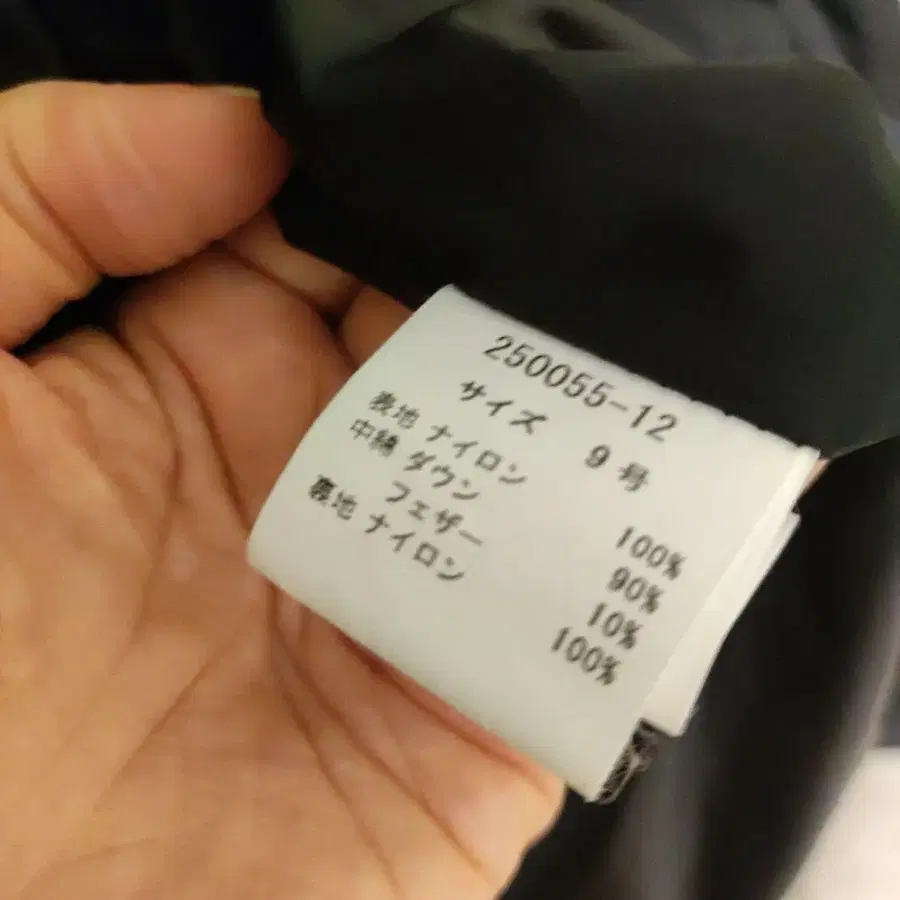 250055-12
サイズ 9号
表地 ナイロン 100%
中綿 ダウン 90%
フェザー 10%
裏地 ナイロン 100%